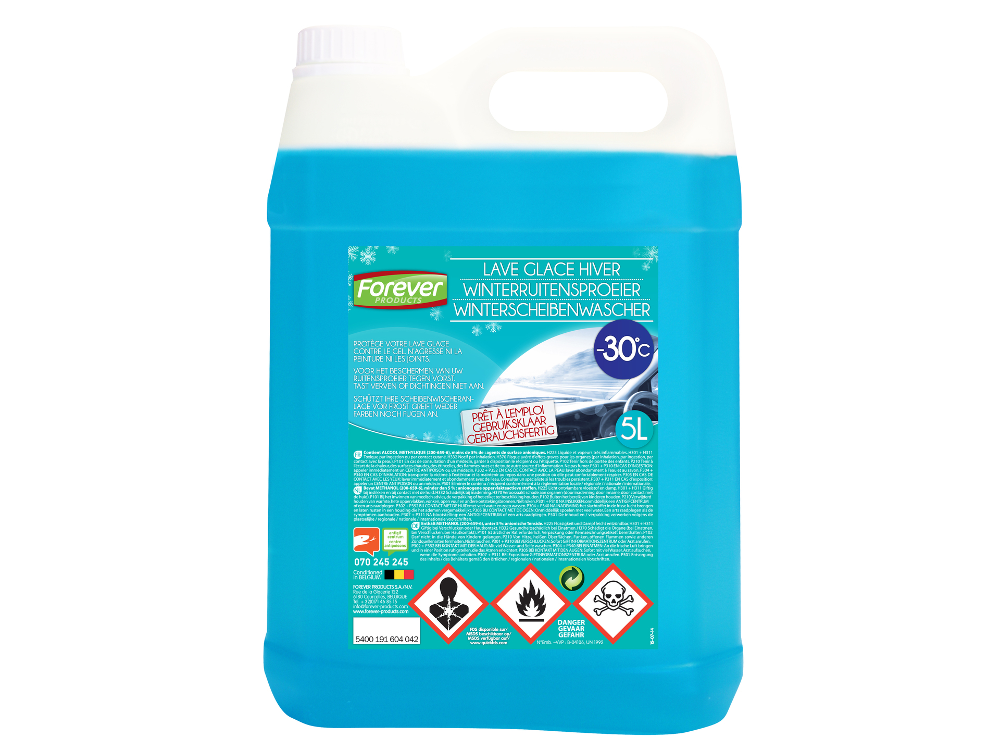 LAVE GLACE HIVER
WINTERRUITENSPROEIER
WINTERSCHEIBENWASCHER
Forever
PRODUCTS
-30°C
PROTÈGE VOTRE LAVE GLACE
CONTRE LE GEL. N'AGRESSE NI LA
PEINTURE NI LES JOINTS.
VOOR HET BESCHERMEN VAN UW
RUITENSPROEIER TEGEN VORST.
TAST VERVEN OF DICHTINGEN NIET AAN.
SCHÜTZT IHRE SCHEIBENWISCHERAN-
LAGE VOR FROST GREIFT WEDER
FARBEN NOCH FUGEN AN.
PRÊT À L'EMPLOI
GEBRUIKSKLAAR
GEBRAUCHSFERTIG
5L
FR Contient ALCOOL METHYLIQUE (200-659-6), moins de 5% de : agents de surface anioniques. H225 Liquide et vapeurs très inflammables. H301 + H311
Toxique par ingestion ou par contact cutané. H332 Nocif par inhalation. H370 Risque avéré d'effets graves pour les organes (par inhalation, par ingestion, par
contact avec la peau). P101 En cas de consultation d'un médecin, garder à disposition le récipient ou l'étiquette. P102 Tenir hors de portée des enfants. P210 Tenir à
l'écart de la chaleur, des surfaces chaudes, des étincelles, des flammes nues et de toute autre source d'inflammation. Ne pas fumer. P301 + P310 EN CAS D'INGESTION:
appeler immédiatement un CENTRE ANTIPOISON ou un médecin. P302 + P352 EN CAS DE CONTACT AVEC LA PEAU: laver abondamment à l'eau et au savon. P304 +
P340 EN CAS D'INHALATION: transporter la victime à l'extérieur et la maintenir au repos dans une position où elle peut confortablement respirer. P305 EN CAS DE
CONTACT AVEC LES YEUX: laver immédiatement et abondamment avec de l'eau. Consulter un spécialiste si les troubles persistent. P307 + P311 EN CAS d'exposition:
appeler un CENTRE ANTIPOISON ou un médecin. P501 Éliminer le contenu / récipient conformément à la réglementation locale / régionale / nationale / internationale.
NL Bevat METHANOL (200-659-6), minder dan 5 % : anionogene oppervlakteactieve stoffen. H225 Licht ontvlambare vloeistof en damp. H301 + H311 Giftig
bij inslikken en bij contact met de huid. H332 Schadelijk bij inademing. H370 Veroorzaakt schade aan organen (door inademing, door inname, door contact met
de huid). P101 Bij het inwinnen van medisch advies, de verpakking of het etiket ter beschikking houden. P102 Buiten het bereik van kinderen houden. P210 Verwijderd
houden van warmte, hete oppervlakken, vonken, open vuur en andere ontstekingsbronnen. Niet roken. P301 + P310 NA INSLIKKEN: onmiddellijk een ANTIGIFCENTRUM
of een arts raadplegen. P302 + P352 BIJ CONTACT MET DE HUID: met veel water en zeep wassen. P304 + P340 NA INADEMING: het slachtoffer in de frisse lucht brengen
en laten rusten in een houding die het ademen vergemakkelijkt. P305 BIJ CONTACT MET DE OGEN: Onmiddellijk spoelen met veel water. Een arts raadplegen als de
symptomen aanhouden. P307 + P311 NA blootstelling: een ANTIGIFCENTRUM of een arts raadplegen. P501 De inhoud en / verpakking verwerken volgens de
plaatselijke / regionale / nationale / internationale voorschriften.
DE Enthält METHANOL (200-659-6), unter 5 %: anionische Tenside. H225 Flüssigkeit und Dampf leicht entzündbar. H301 + H311
Giftig bei Verschlucken oder Hautkontakt. H332 Gesundheitsschädlich bei Einatmen. H370 Schädigt die Organe (bei Einatmen,
bei Verschlucken, bei Hautkontakt). P101 Ist ärztlicher Rat erforderlich, Verpackung oder Kennzeichnungsetikett bereithalten. P102
Darf nicht in die Hände von Kindern gelangen. P210 Von Hitze, heißen Oberflächen, Funken, offenen Flammen sowie anderen
Zündquellenarten fernhalten. Nicht rauchen. P301 + P310 BEI VERSCHLUCKEN: Sofort GIFTINFORMATIONSZENTRUM oder Arzt anrufen.
P302 + P352 BEI KONTAKT MIT DER HAUT: Mit viel Wasser und Seife waschen. P304 + P340 BEI EINATMEN: An die frische Luft bringen
und in einer Position ruhigstellen, die das Atmen erleichtert. P305 BEI KONTAKT MIT DEN AUGEN: Sofort mit viel Wasser. Arzt aufsuchen,
wenn die Symptome anhalten. P307 + P311 BEI Exposition: GIFTINFORMATIONSZENTRUM oder Arzt anrufen. P501 Entsorgung
des Inhalts / des Behälters gemäß den örtlichen / regionalen / nationalen / internationalen Vorschriften.
antigif
centrum
centre
antipoisons
070 245 245
Conditioned
in BELGIUM
FOREVER PRODUCTS S.A./N.V.
Rue de la Glacerie 122
6180 Courcelles, BELGIQUE
Tel. + 32(0)71 46 85 15
info@forever-products.com
www.forever-products.com
5400 191 604 042
FDS disponible sur/
MSDS beschikbaar op/
MSDS verfügbar auf/
www.quickfds.com
DANGER
GEVAAR
GEFAHR
N°Emb. -VVP : B-04106, UN 1992
15-07-14